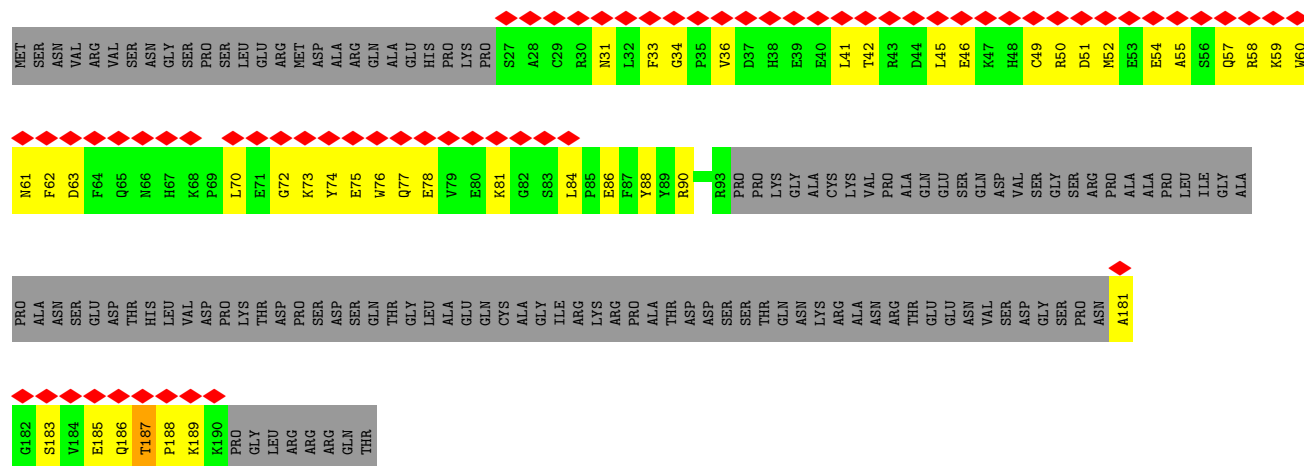 MET SER ASN VAL ARG VAL SER ASN GLY SER PRO SER LEU GLU ARG MET ASP ALA ARG GLN ALA GLU HIS PRO LYS PRO S27 A28 C29 R30 N31 L32 F33 G34 P35 V36 D37 H38 E39 E40 L41 T42 R43 D44 L45 E46 K47 H48 C49 R50 D51 M52 E53 E54 A55 S56 Q57 R58 K59 W60
N61 F62 D63 F64 Q65 N66 H67 K68 P69 L70 E71 G72 K73 Y74 E75 W76 Q77 E78 V79 E80 K81 G82 S83 L84 P85 E86 F87 Y88 Y89 R90 R93 PRO PRO LYS GLY ALA CYS LYS VAL PRO ALA GLN GLU SER GLN ASP VAL SER GLY SER ARG PRO ALA ALA PRO LEU ILE GLY ALA
PRO ALA ASN SER GLU ASP THR HIS LEU VAL ASP PRO LYS THR ASP PRO SER ASP SER GLN THR GLY LEU ALA GLU GLN CYS ALA GLY ILE ARG LYS ARG PRO ALA THR ASP ASP SER SER THR GLN ASN LYS ARG ALA ASN ARG THR GLU GLU ASN VAL SER ASP GLY SER PRO ASN A181
G182 S183 V184 E185 Q186 T187 P188 K189 K190 PRO GLY LEU ARG ARG ARG GLN THR